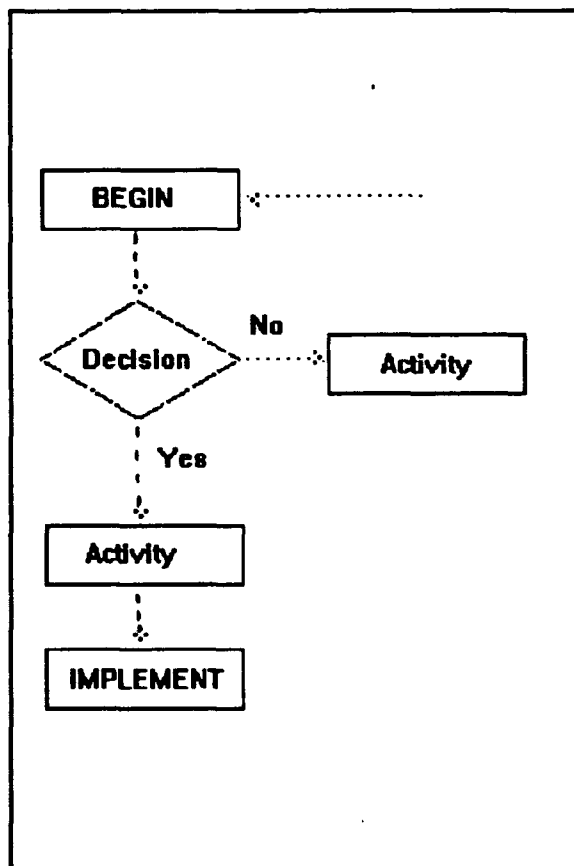 BEGIN
No
Decision
Activity
Yes
Activity
IMPLEMENT